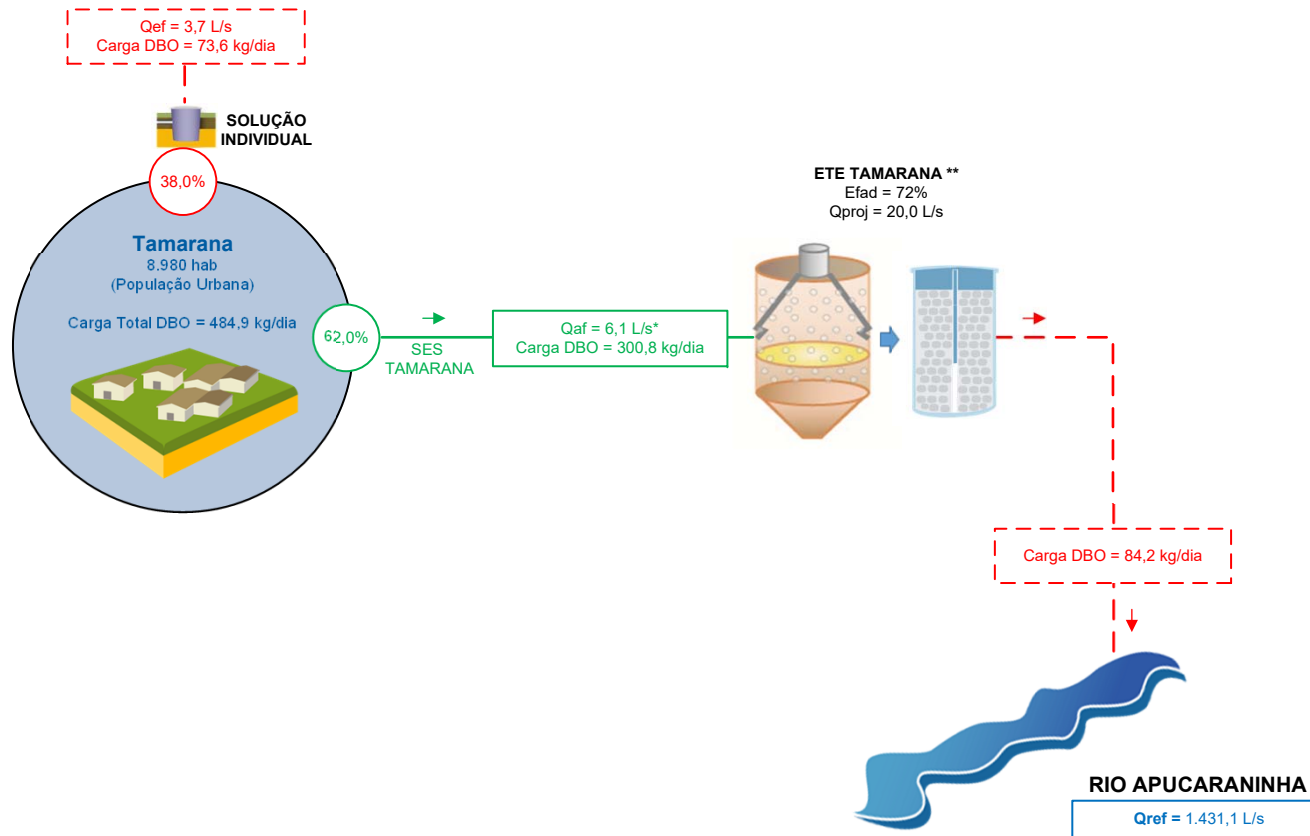 Qef = 3,7 L/s
Carga DBO = 73,6 kg/dia
SOLUÇÃO
INDIVIDUAL
38,0%
Tamarana
8.980 hab
(População Urbana)
Carga Total DBO = 484,9 kg/dia
62,0%
SES
TAMARANA
Qaf = 6,1 L/s*
Carga DBO = 300,8 kg/dia
ETE TAMARANA **
Efad = 72%
Qproj = 20,0 L/s
Carga DBO = 84,2 kg/dia
RIO APUCARANINHA
Qref = 1.431,1 L/s